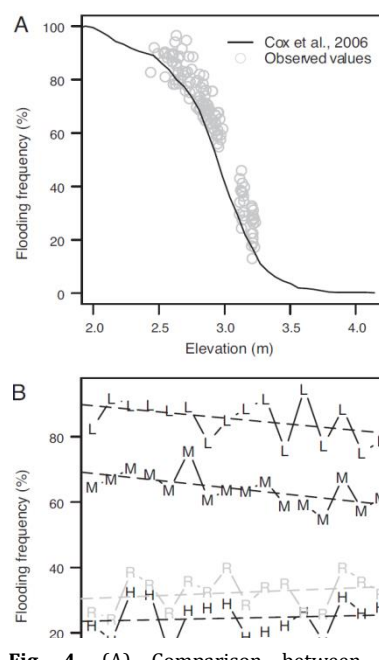 A
100
80
60
40
20
0
Flooding frequency (%)
Cox et al., 2006
Observed values
2.0 2.5 3.0 3.5 4.0
Elevation (m)
B
80
60
20
Flooding frequency (%)
L L L L L L L L L L L L L L L L
M M M M M M M M M M M M M M M M
R R R R R R R R R R R R R R R R
H H H H H H H H H H H H
Fig. 4. (A) Comparison between